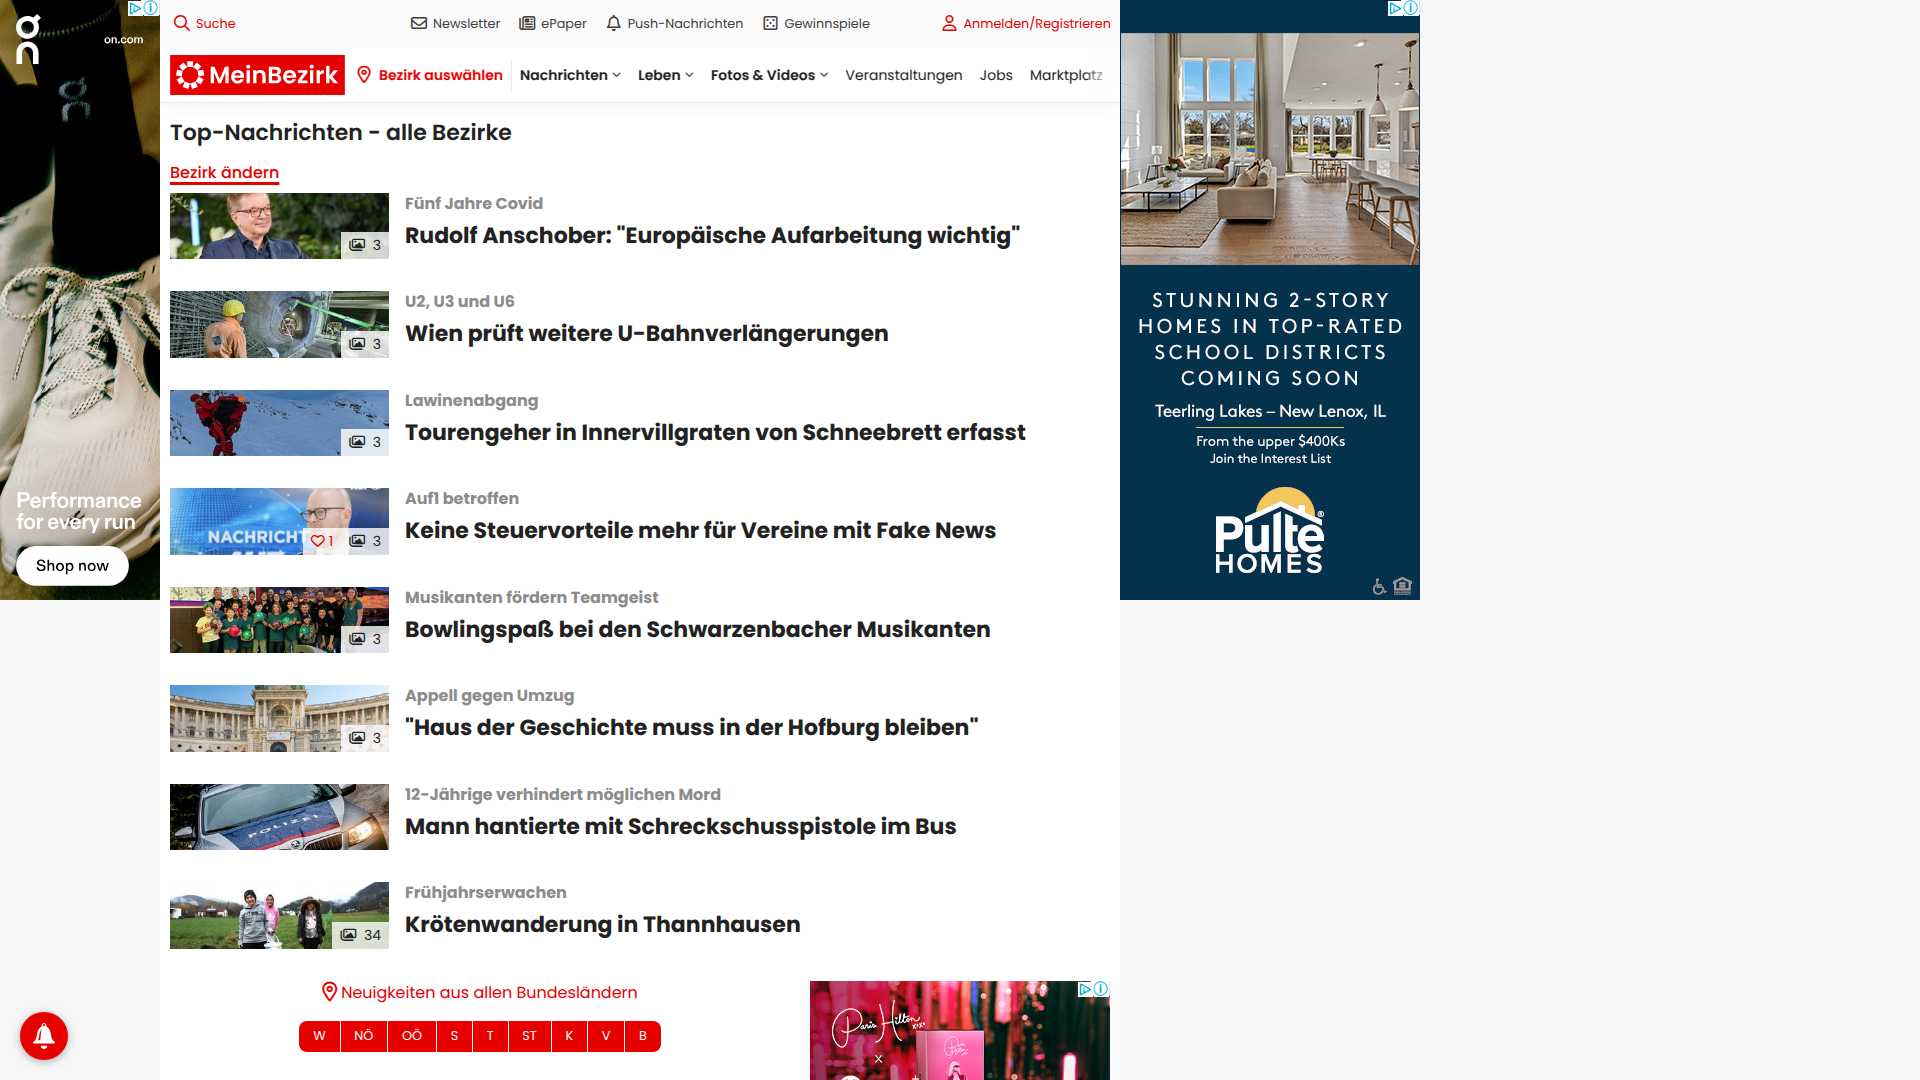 on.com
Performance
for every run
Shop now
Suche
Newsletter
ePaper
Push-Nachrichten
Gewinnspiele
Anmelden/Registrieren
MeinBezirk
Bezirk auswählen
Nachrichten
Leben
Fotos & Videos
Veranstaltungen
Jobs
Marktplatz
Top-Nachrichten - alle Bezirke
Bezirk ändern
3
Fünf Jahre Covid
Rudolf Anschober: "Europäische Aufarbeitung wichtig"
3
U2, U3 und U6
Wien prüft weitere U-Bahnverlängerungen
3
Lawinenabgang
Tourengeher in Innervillgraten von Schneebrett erfasst
NACHRICHT
1
3
Auf1 betroffen
Keine Steuervorteile mehr für Vereine mit Fake News
3
Musikanten fördern Teamgeist
Bowlingspaß bei den Schwarzenbacher Musikanten
3
Appell gegen Umzug
"Haus der Geschichte muss in der Hofburg bleiben"
POLIZEI
12-Jährige verhindert möglichen Mord
Mann hantierte mit Schreckschusspistole im Bus
34
Frühjahrserwachen
Krötenwanderung in Thannhausen
Neuigkeiten aus allen Bundesländern
W
NÖ
OÖ
S
T
ST
K
V
B
Paris Hilton
x
STUNNING 2-STORY
HOMES IN TOP-RATED
SCHOOL DISTRICTS
COMING SOON
Teerling Lakes – New Lenox, IL
From the upper $400Ks
Join the Interest List
Pulte®
HOMES